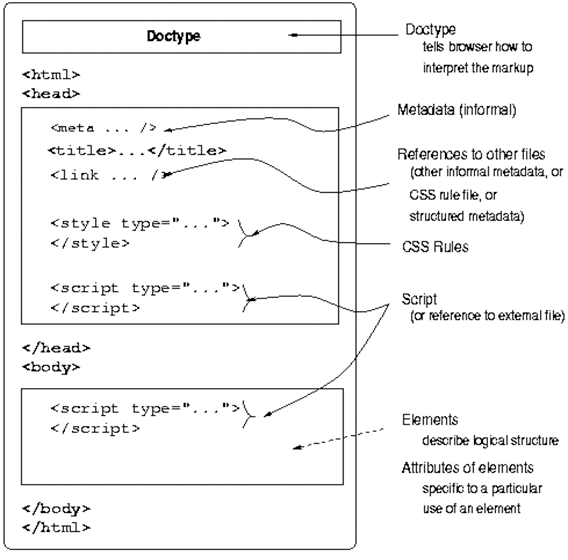 Doctype
Doctype
tells browser how to
interpret the markup
<html>
<head>
<meta ... />
Metadata (informal)
<title>...</title>
<link ... />
References to other files
(other informal metadata, or
CSS rule file, or
structured metadata)
<style type="...">
</style>
CSS Rules
<script type="...">
</script>
Script
(or reference to external file)
</head>
<body>
<script type="...">
</script>
Elements
describe logical structure
Attributes of elements
specific to a particular
use of an element
</body>
</html>